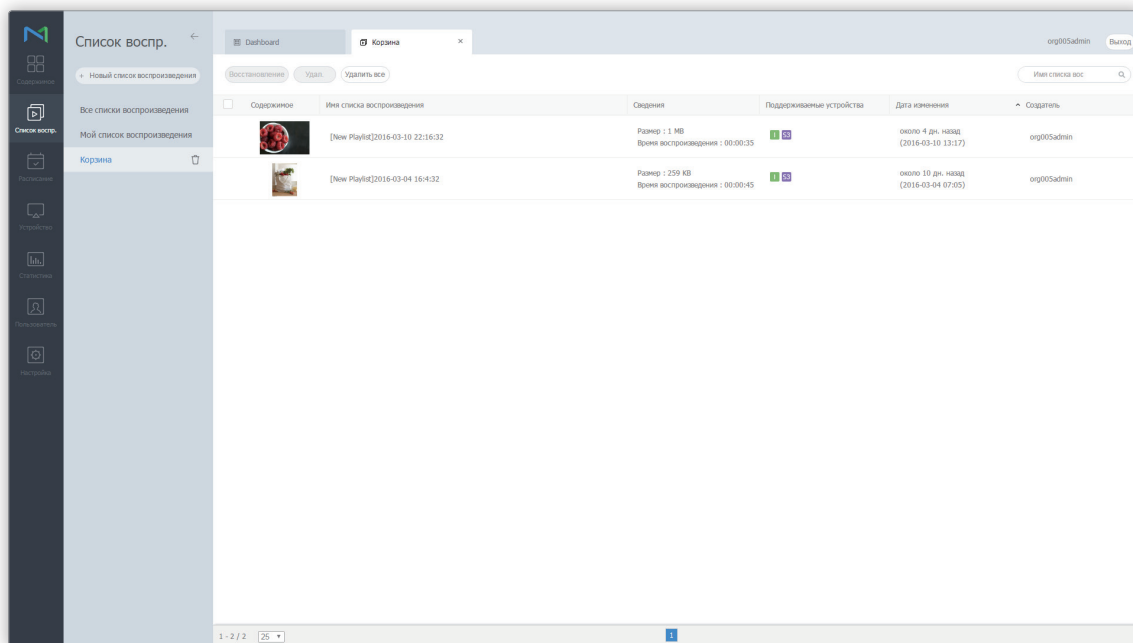 Содержимое
Список воспр.
Расписание
Устройство
Статистика
Пользователь
Настройка
Список воспр. ←
+ Новый список воспроизведения
Все списки воспроизведения
Мой список воспроизведения
Корзина
Dashboard
Корзина ×
org005admin Выход
Восстановление Удал. Удалить все
Имя списка вос
Содержимое Имя списка воспроизведения Сведения Поддерживаемые устройства Дата изменения Создатель
[New Playlist]2016-03-10 22:16:32
Размер : 1 MB
Время воспроизведения : 00:00:35
I S3
около 4 дн. назад
(2016-03-10 13:17)
org005admin
[New Playlist]2016-03-04 16:4:32
Размер : 259 KB
Время воспроизведения : 00:00:45
I S3
около 10 дн. назад
(2016-03-04 07:05)
org005admin
1 - 2 / 2 25 1